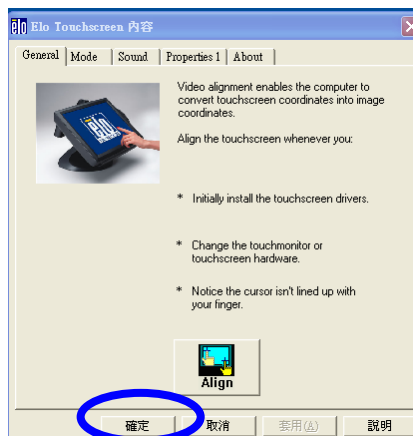 elo Elo Touchscreen 內容
General Mode Sound Properties 1 About
elo
Video alignment enables the computer to
convert touchscreen coordinates into image
coordinates.
Align the touchscreen whenever you:
* Initially install the touchscreen drivers.
* Change the touchmonitor or
touchscreen hardware.
* Notice the cursor isn't lined up with
your finger.
Align
確定 取消 套用(A) 說明